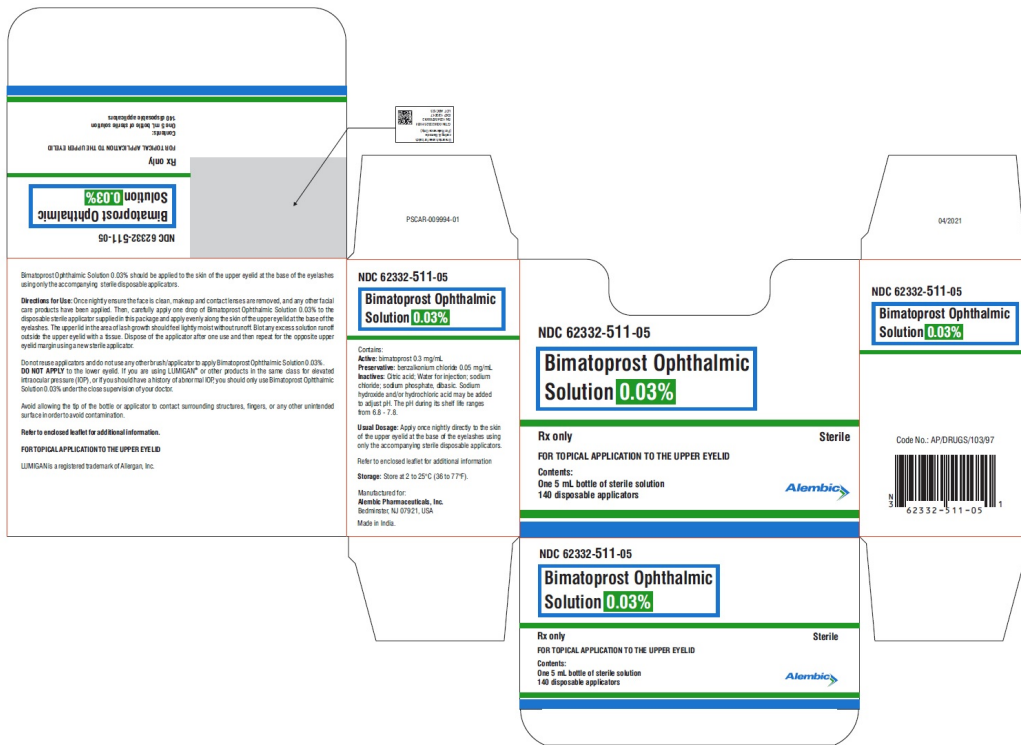 One 5 mL bottle of sterile solution
140 disposable applicators
Contents:
FOR TOPICAL APPLICATION TO THE UPPER EYELID
Rx only
Bimatoprost Ophthalmic
Solution 0.03%
NDC 62332-511-05
PSCAR-009994-01
04/2021
Bimatoprost Ophthalmic Solution 0.03% should be applied to the skin of the upper eyelid at the base of the eyelashes
using only the accompanying sterile disposable applicators.
Directions for Use: Once nightly ensure the face is clean, makeup and contact lenses are removed, and any other facial
care products have been applied. Then, carefully apply one drop of Bimatoprost Ophthalmic Solution 0.03% to the
disposable sterile applicator supplied in this package and apply evenly along the skin of the upper eyelid at the base of the
eyelashes. The upper lid in the area of lash growth should feel lightly moist without runoff. Blot any excess solution runoff
outside the upper eyelid with a tissue. Dispose of the applicator after one use and then repeat for the opposite upper
eyelid margin using a new sterile applicator.
Do not reuse applicators and do not use any other brush/applicator to apply Bimatoprost Ophthalmic Solution 0.03%.
DO NOT APPLY to the lower eyelid. If you are using LUMIGAN® or other products in the same class for elevated
intraocular pressure (IOP), or if you should have a history of abnormal IOP, you should only use Bimatoprost Ophthalmic
Solution 0.03% under the close supervision of your doctor.
Avoid allowing the tip of the bottle or applicator to contact surrounding structures, fingers, or any other unintended
surface in order to avoid contamination.
Refer to enclosed leaflet for additional information.
FOR TOPICAL APPLICATION TO THE UPPER EYELID
LUMIGAN is a registered trademark of Allergan, Inc.
NDC 62332-511-05
Bimatoprost Ophthalmic
Solution 0.03%
Contains:
Active: bimatoprost 0.3 mg/mL
Preservative: benzalkonium chloride 0.05 mg/mL
Inactives: Citric acid; Water for injection; sodium
chloride; sodium phosphate, dibasic. Sodium
hydroxide and/or hydrochloric acid may be added
to adjust pH. The pH during its shelf life ranges
from 6.8 - 7.8.
Usual Dosage: Apply once nightly directly to the skin
of the upper eyelid at the base of the eyelashes using
only the accompanying sterile disposable applicators.
Refer to enclosed leaflet for additional information
Storage: Store at 2 to 25°C (36 to 77°F).
Manufactured for:
Alembic Pharmaceuticals, Inc.
Bedminster, NJ 07921, USA
Made in India.
NDC 62332-511-05
Bimatoprost Ophthalmic
Solution 0.03%
Rx only Sterile
FOR TOPICAL APPLICATION TO THE UPPER EYELID
Contents:
One 5 mL bottle of sterile solution
140 disposable applicators
Alembic
NDC 62332-511-05
Bimatoprost Ophthalmic
Solution 0.03%
Code No.: AP/DRUGS/103/97
N
3 62332-511-05 1
NDC 62332-511-05
Bimatoprost Ophthalmic
Solution 0.03%
Rx only Sterile
FOR TOPICAL APPLICATION TO THE UPPER EYELID
Contents:
One 5 mL bottle of sterile solution
140 disposable applicators
Alembic